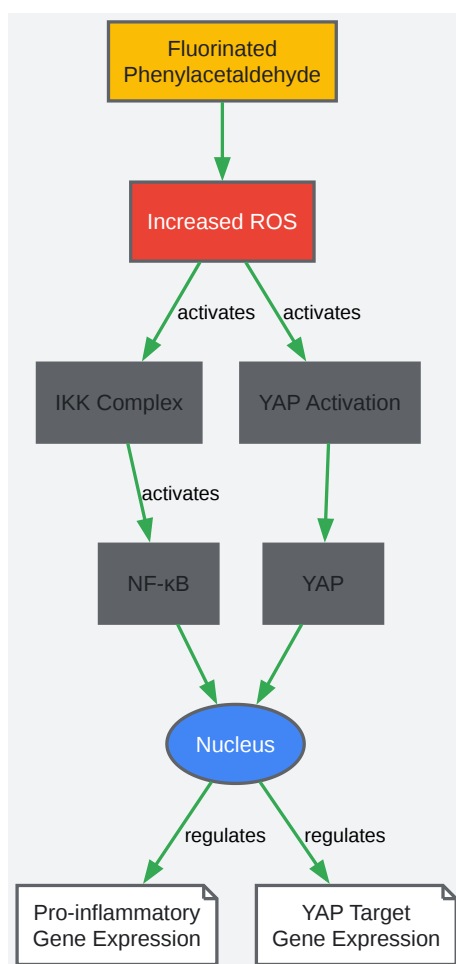 Fluorinated
Phenylacetaldehyde
Increased ROS
activates
activates
IKK Complex
YAP Activation
activates
NF-κB
YAP
Nucleus
regulates
regulates
Pro-inflammatory
Gene Expression
YAP Target
Gene Expression